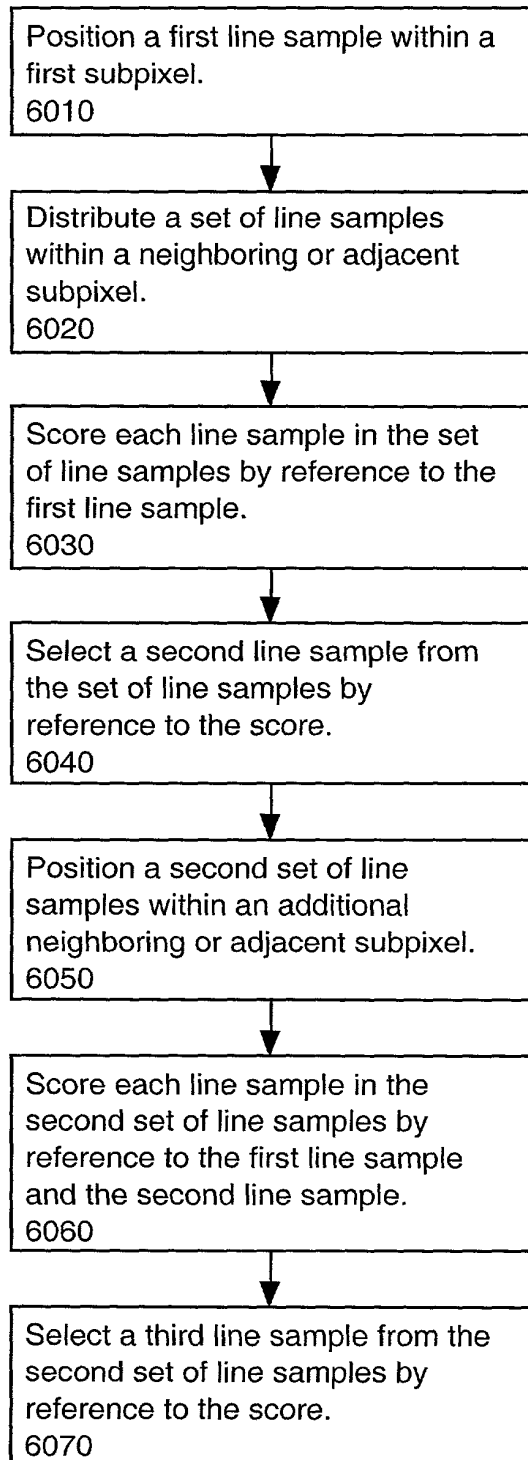 Position a first line sample within a
first subpixel.
6010
Distribute a set of line samples
within a neighboring or adjacent
subpixel.
6020
Score each line sample in the set
of line samples by reference to the
first line sample.
6030
Select a second line sample from
the set of line samples by
reference to the score.
6040
Position a second set of line
samples within an additional
neighboring or adjacent subpixel.
6050
Score each line sample in the
second set of line samples by
reference to the first line sample
and the second line sample.
6060
Select a third line sample from the
second set of line samples by
reference to the score.
6070